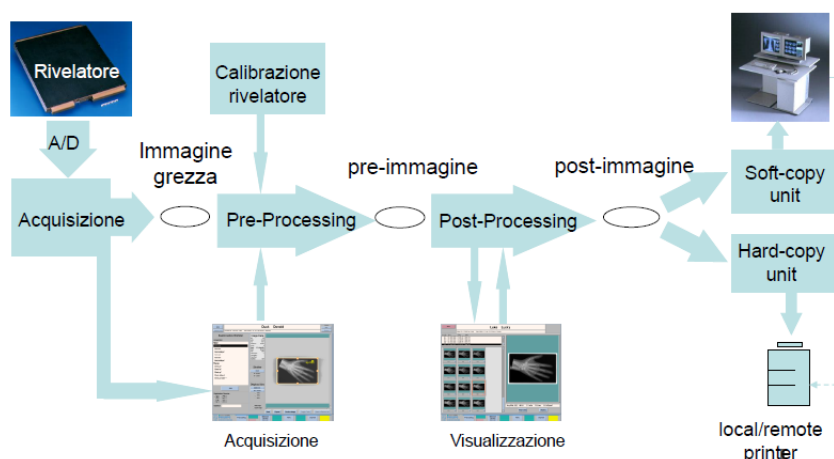 Rivelatore
Calibrazione
rivelatore
A/D
Immagine
grezza
pre-immagine
post-immagine
Acquisizione
Pre-Processing
Post-Processing
Soft-copy
unit
Hard-copy
unit
Acquisizione
Visualizzazione
local/remote
printer